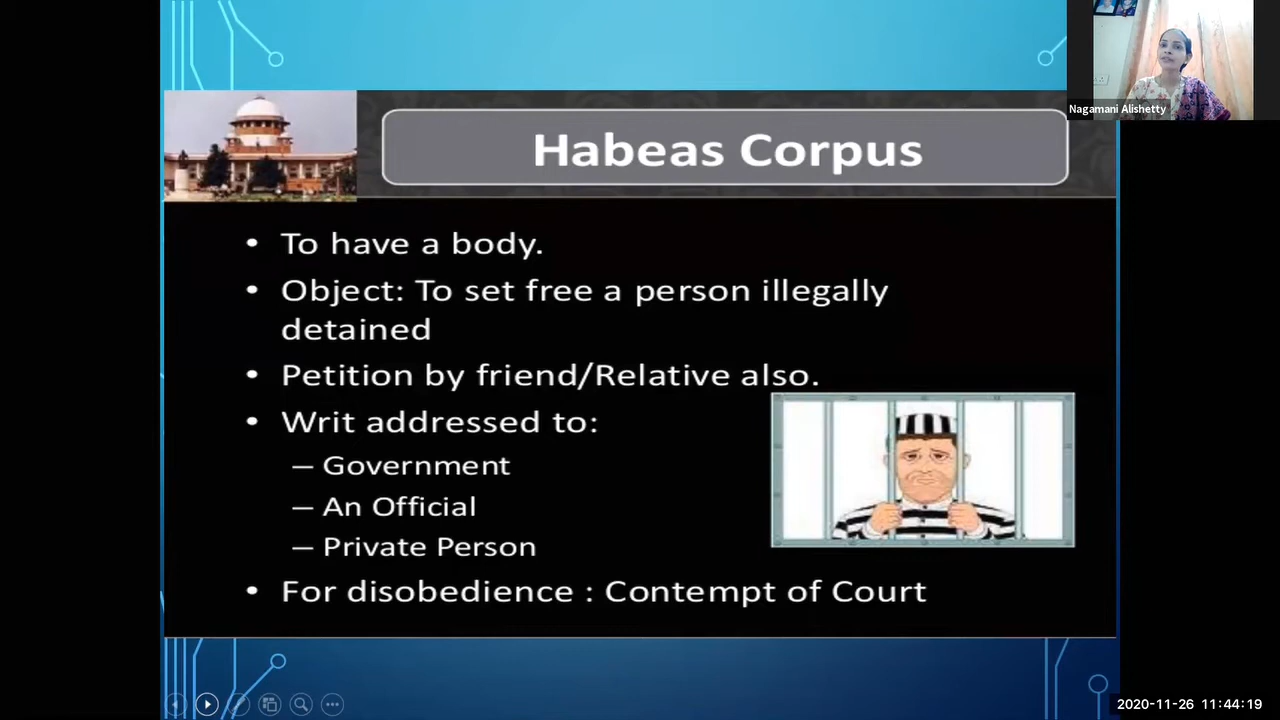 Nagamani Alishetty
Habeas Corpus
• To have a body.
• Object: To set free a person illegally
detained
• Petition by friend/Relative also.
• Writ addressed to:
– Government
– An Official
– Private Person
• For disobedience : Contempt of Court
2020-11-26 11:44:19